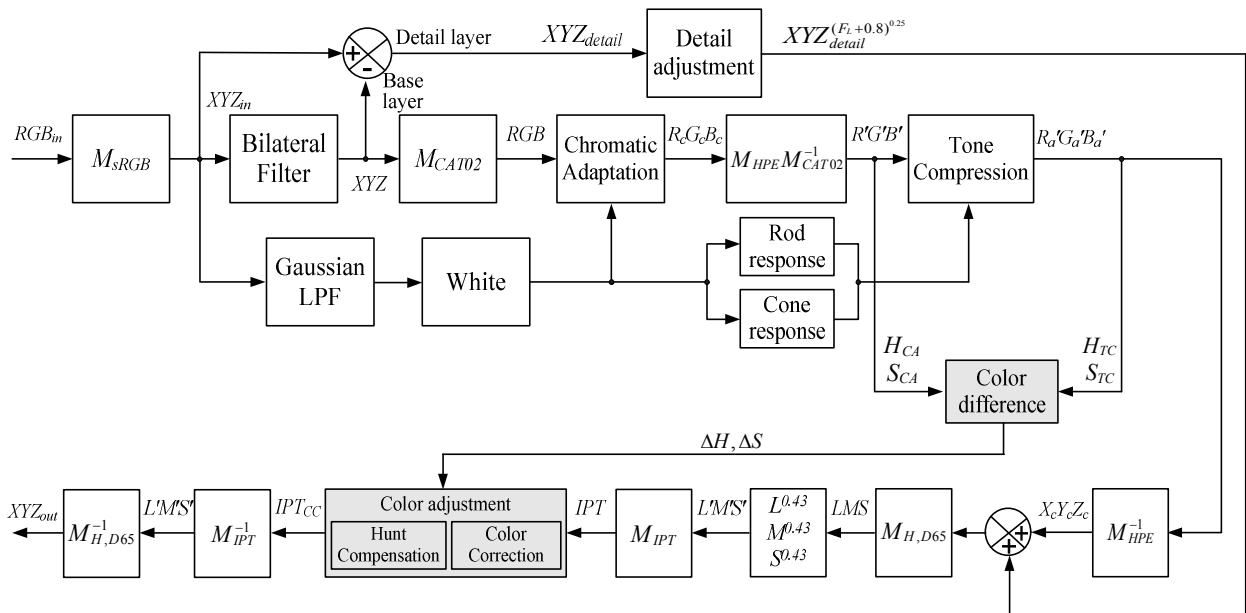 Detail layer
XYZ_detail
Detail adjustment
XYZ_detail^(F_L+0.8)^0.25
+
-
Base layer
RGB_in
M_sRGB
XYZ_in
Bilateral Filter
XYZ
M_CAT02
RGB
Chromatic Adaptation
R_cG_cB_c
M_HPE M_CAT02^-1
R'G'B'
Tone Compression
R_a'G_a'B_a'
Gaussian LPF
White
Rod response
Cone response
H_CA
S_CA
Color difference
H_TC
S_TC
ΔH, ΔS
XYZ_out
M_H,D65^-1
L'M'S'
M_IPT^-1
IPT_CC
Color adjustment
Hunt Compensation
Color Correction
IPT
M_IPT
L'M'S'
L^0.43
M^0.43
S^0.43
LMS
M_H,D65
+
+
X_cY_cZ_c
M_HPE^-1